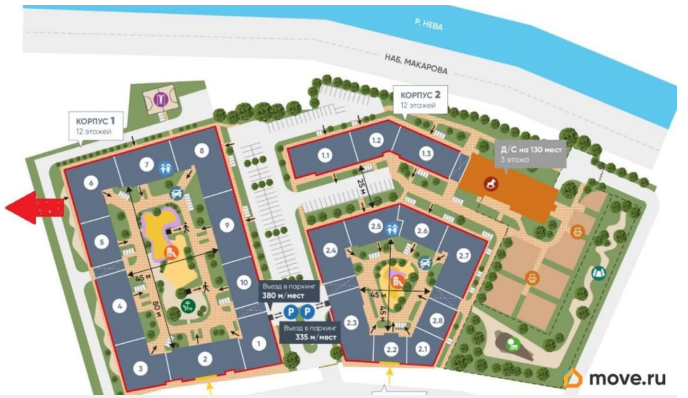 Р. НЕВА
НАБ. МАКАРОВА
КОРПУС 1
12 этажей
КОРПУС 2
12 этажей
Д/С на 130 мест
3 этажа
1.1
1.2
1.3
6
7
8
5
9
4
10
3
2
1
45 м
80 м
25 м
2.5
2.6
2.4
2.7
2.3
2.8
2.2
2.1
45 м
45 м
Въезд в паркинг
380 м/мест
P P
Въезд в паркинг
335 м/мест
move.ru